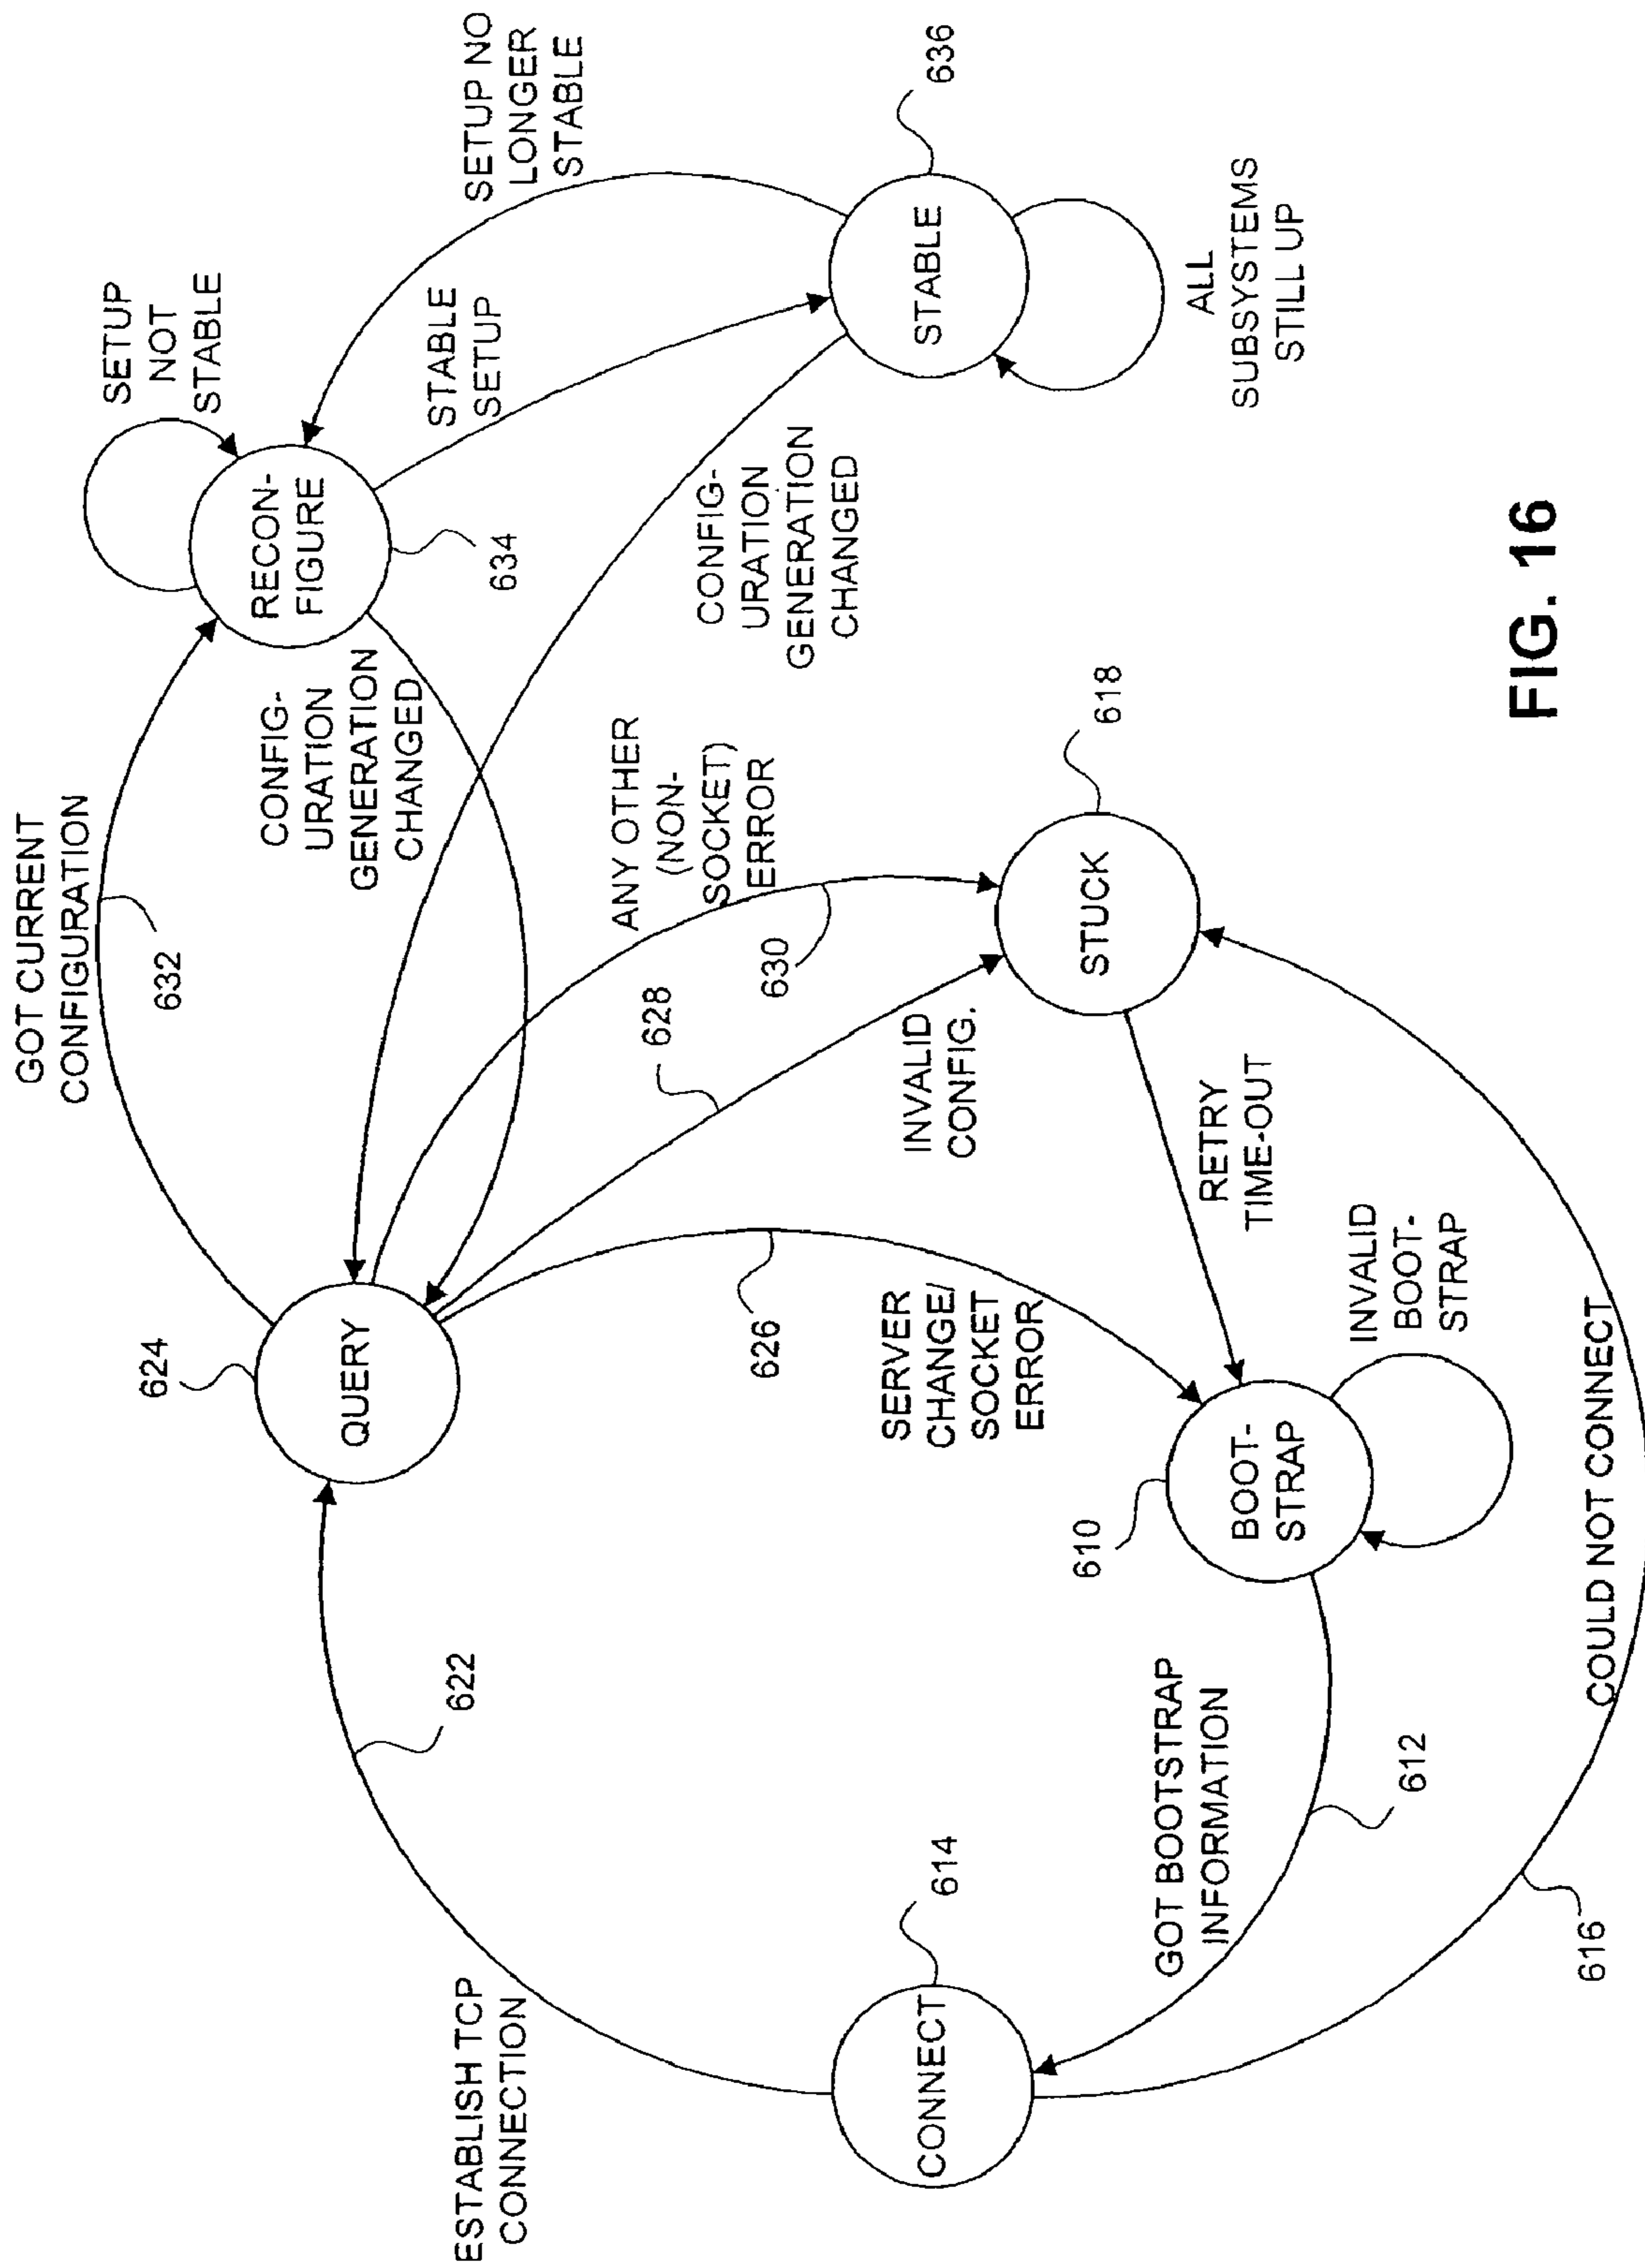 GOT CURRENT
CONFIGURATION
632
SETUP
NOT
STABLE
RECON-
FIGURE
634
SETUP NO
LONGER
STABLE
STABLE
SETUP
CONFIG-
URATION
GENERATION
CHANGED
CONFIG-
URATION
GENERATION
CHANGED
STABLE
636
ALL
SUBSYSTEMS
STILL UP
624
QUERY
ANY OTHER
(NON-
SOCKET)
ERROR
630
628
INVALID
CONFIG.
STUCK
618
626
SERVER
CHANGE/
SOCKET
ERROR
RETRY
TIME-OUT
ESTABLISH TCP
CONNECTION
622
CONNECT
614
610
BOOT-
STRAP
INVALID
BOOT-
STRAP
GOT BOOTSTRAP
INFORMATION
612
COULD NOT CONNECT
616
FIG. 16